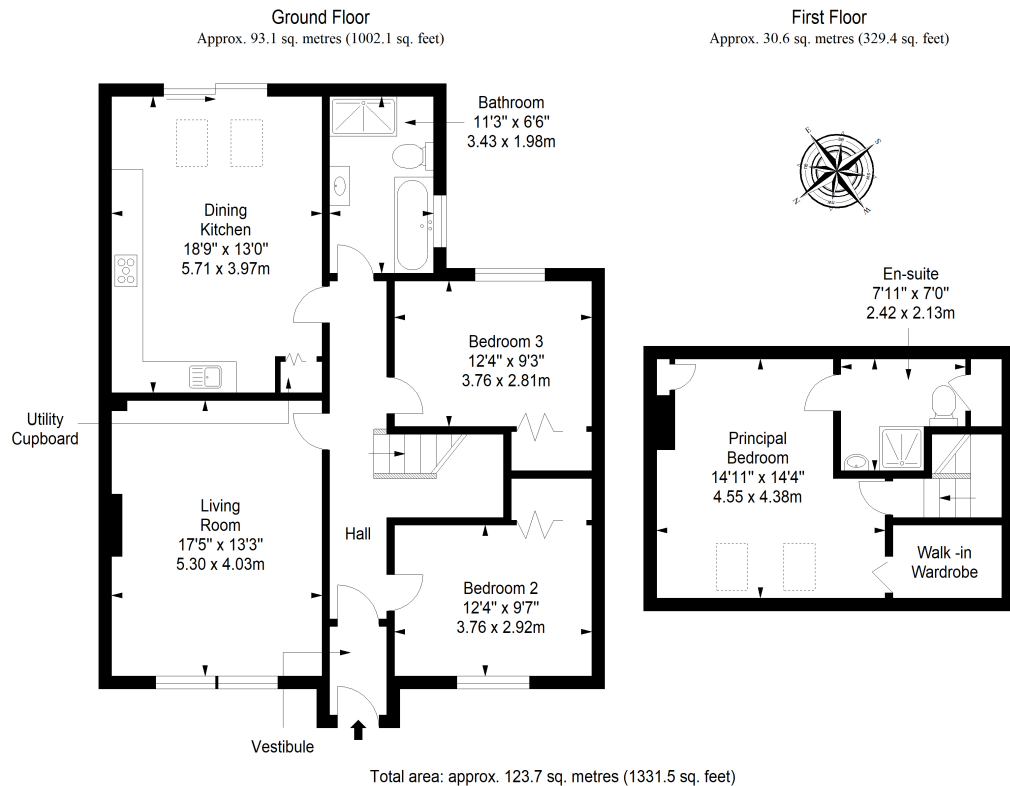 Ground Floor
Approx. 93.1 sq. metres (1002.1 sq. feet)
First Floor
Approx. 30.6 sq. metres (329.4 sq. feet)
Bathroom
11'3" x 6'6"
3.43 x 1.98m
E
S
N
W
Dining
Kitchen
18'9" x 13'0"
5.71 x 3.97m
En-suite
7'11" x 7'0"
2.42 x 2.13m
Bedroom 3
12'4" x 9'3"
3.76 x 2.81m
Utility
Cupboard
Principal
Bedroom
14'11" x 14'4"
4.55 x 4.38m
Living
Room
17'5" x 13'3"
5.30 x 4.03m
Hall
Walk -in
Wardrobe
Bedroom 2
12'4" x 9'7"
3.76 x 2.92m
Vestibule
Total area: approx. 123.7 sq. metres (1331.5 sq. feet)